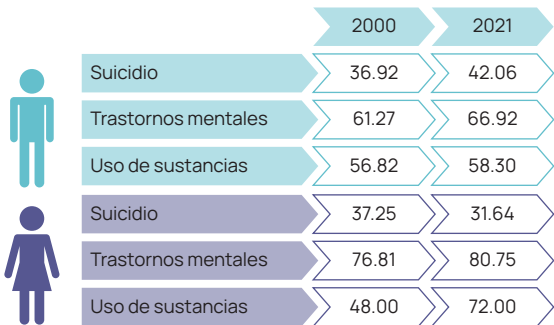 2000 2021
Suicidio 36.92 42.06
Trastornos mentales 61.27 66.92
Uso de sustancias 56.82 58.30
Suicidio 37.25 31.64
Trastornos mentales 76.81 80.75
Uso de sustancias 48.00 72.00